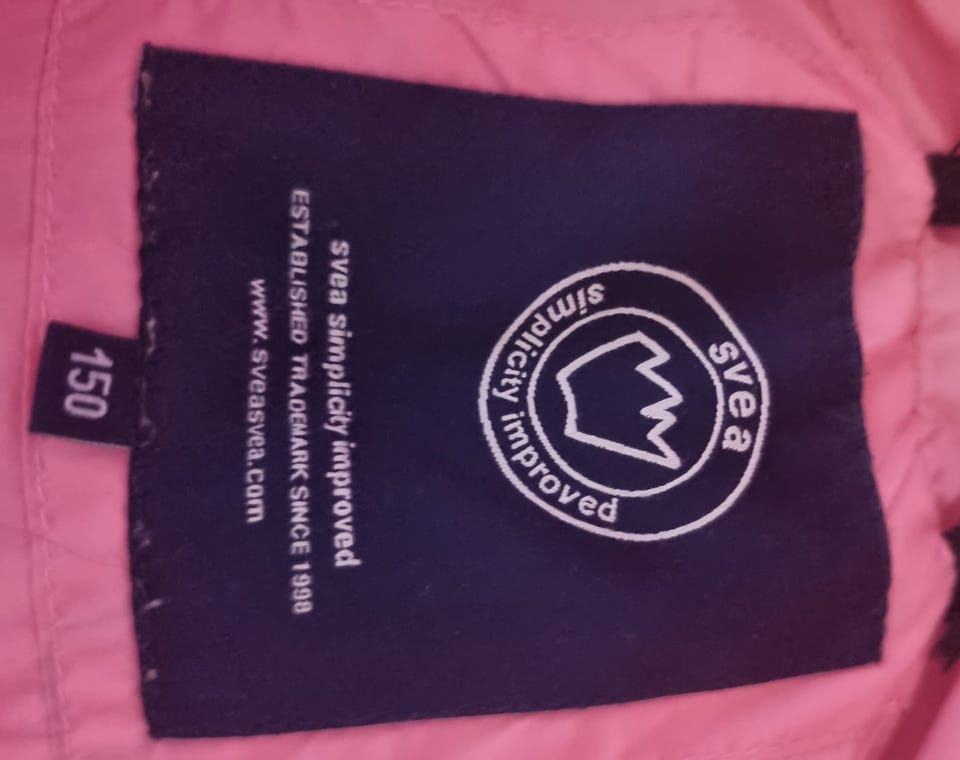 svea
simplicity improved
svea simplicity improved
ESTABLISHED TRADEMARK SINCE 1998
www.sveasvea.com
150